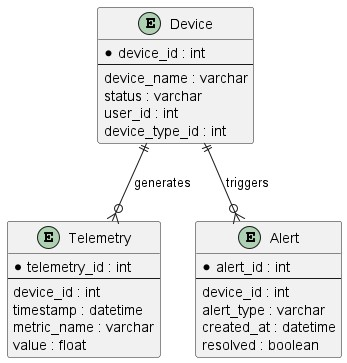 E Device
* device_id : int
device_name : varchar
status : varchar
user_id : int
device_type_id : int
generates
triggers
E Telemetry
* telemetry_id : int
device_id : int
timestamp : datetime
metric_name : varchar
value : float
E Alert
* alert_id : int
device_id : int
alert_type : varchar
created_at : datetime
resolved : boolean